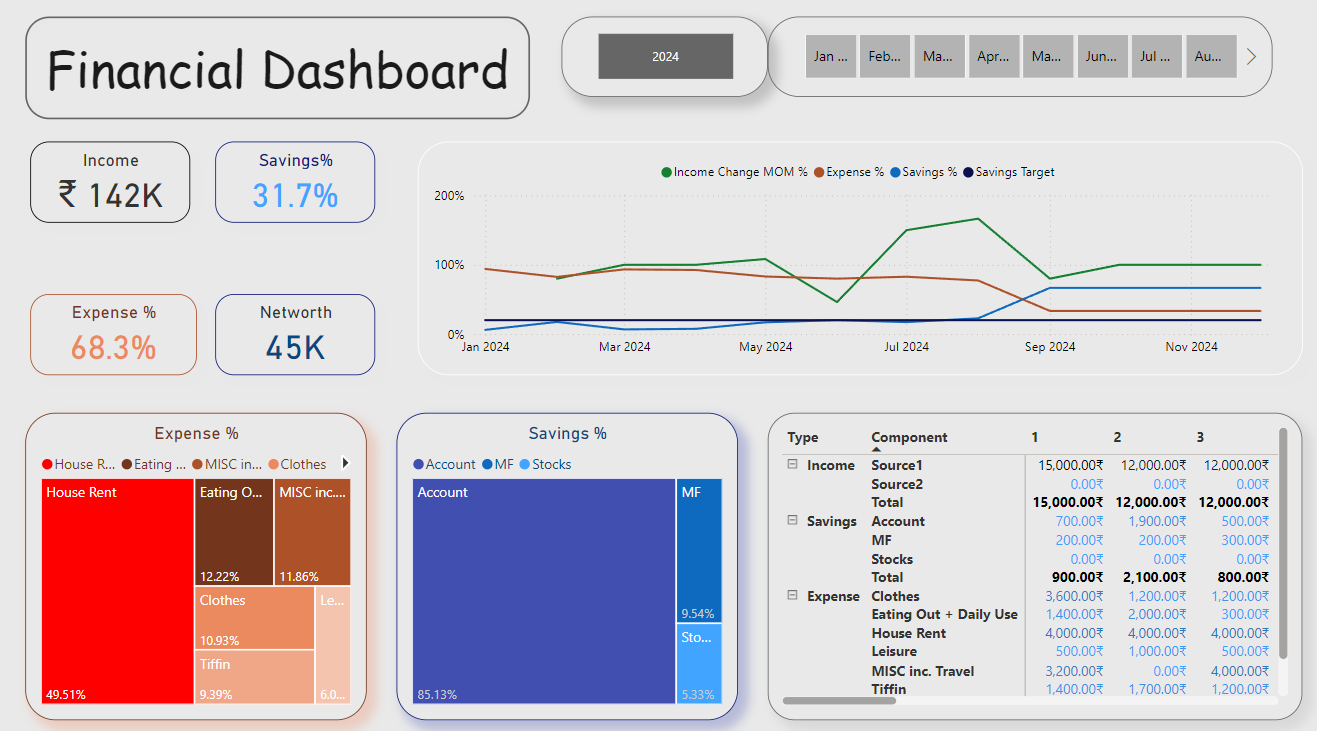 Financial Dashboard
2024
Jan ... Feb... Ma... Apr... Ma... Jun... Jul ... Au...
Income
₹ 142K
Savings%
31.7%
Expense %
68.3%
Networth
45K
Income Change MOM % Expense % Savings % Savings Target
200%
100%
0%
Jan 2024 Mar 2024 May 2024 Jul 2024 Sep 2024 Nov 2024
Expense %
House R... Eating ... MISC in... Clothes
House Rent
49.51%
Eating O...
12.22%
MISC inc....
11.86%
Clothes
10.93%
Le...
6.0...
Tiffin
9.39%
Savings %
Account MF Stocks
Account
85.13%
MF
9.54%
Sto...
5.33%
Type Component 1 2 3
Income Source1 15,000.00₹ 12,000.00₹ 12,000.00₹
Source2 0.00₹ 0.00₹ 0.00₹
Total 15,000.00₹ 12,000.00₹ 12,000.00₹
Savings Account 700.00₹ 1,900.00₹ 500.00₹
MF 200.00₹ 200.00₹ 300.00₹
Stocks 0.00₹ 0.00₹ 0.00₹
Total 900.00₹ 2,100.00₹ 800.00₹
Expense Clothes 3,600.00₹ 1,200.00₹ 1,200.00₹
Eating Out + Daily Use 1,400.00₹ 2,000.00₹ 300.00₹
House Rent 4,000.00₹ 4,000.00₹ 4,000.00₹
Leisure 500.00₹ 1,000.00₹ 500.00₹
MISC inc. Travel 3,200.00₹ 0.00₹ 4,000.00₹
Tiffin 1,400.00₹ 1,700.00₹ 1,200.00₹